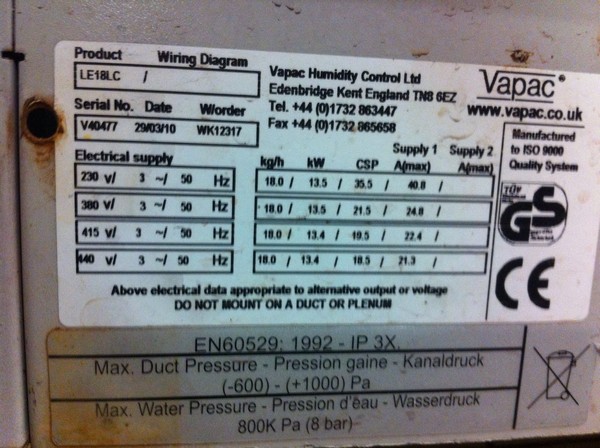 Product Wiring Diagram
LE18LC /
Serial No. Date W/order
V40477 29/03/10 WK12317
Vapac Humidity Control Ltd
Edenbridge Kent England TN8 6EZ
Tel. +44 (0)1732 863447
Fax +44 (0)1732 865658
Vapac®
www.vapac.co.uk
Manufactured
to ISO 9000
Quality System
Electrical supply kg/h kW CSP Supply 1 A(max) Supply 2 A(max)
230 v/ 3 ~/ 50 Hz 18.0 / 13.5 / 35.5 / 40.8 /
380 v/ 3 ~/ 50 Hz 18.0 / 13.5 / 21.5 / 24.8 /
415 v/ 3 ~/ 50 Hz 18.0 / 13.4 / 19.5 / 22.4 /
440 v/ 3 ~/ 50 Hz 18.0 / 13.4 / 18.5 / 21.3 /
TÜV
GS
CE
Above electrical data appropriate to alternative output or voltage
DO NOT MOUNT ON A DUCT OR PLENUM
EN60529: 1992 - IP 3X.
Max. Duct Pressure - Pression gaine - Kanaldruck
(-600) - (+1000) Pa
Max. Water Pressure - Pression d'eau - Wasserdruck
800K Pa (8 bar)